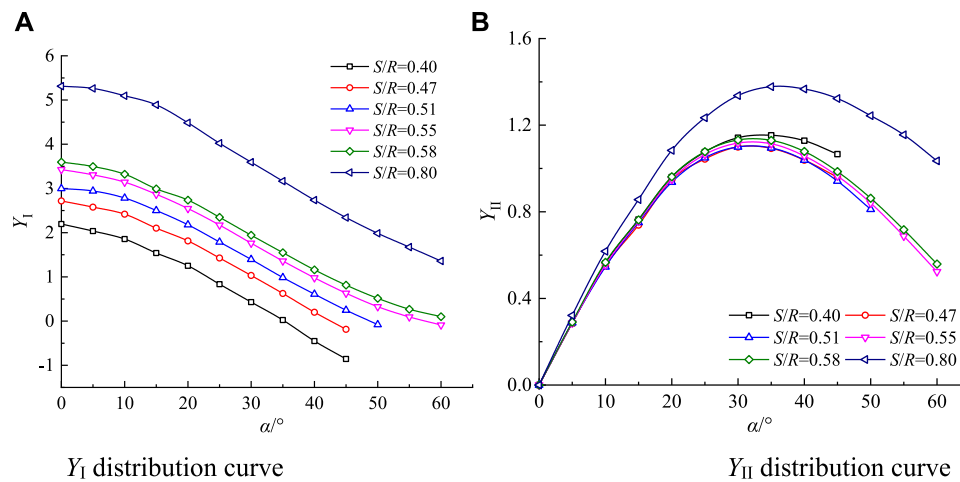 A
B
6
5
4
3
2
1
0
-1
Y_I
S/R=0.40
S/R=0.47
S/R=0.51
S/R=0.55
S/R=0.58
S/R=0.80
0 10 20 30 40 50 60
α/°
Y_I distribution curve
1.6
1.2
0.8
0.4
0.0
Y_II
S/R=0.40 S/R=0.47
S/R=0.51 S/R=0.55
S/R=0.58 S/R=0.80
0 10 20 30 40 50 60
α/°
Y_II distribution curve